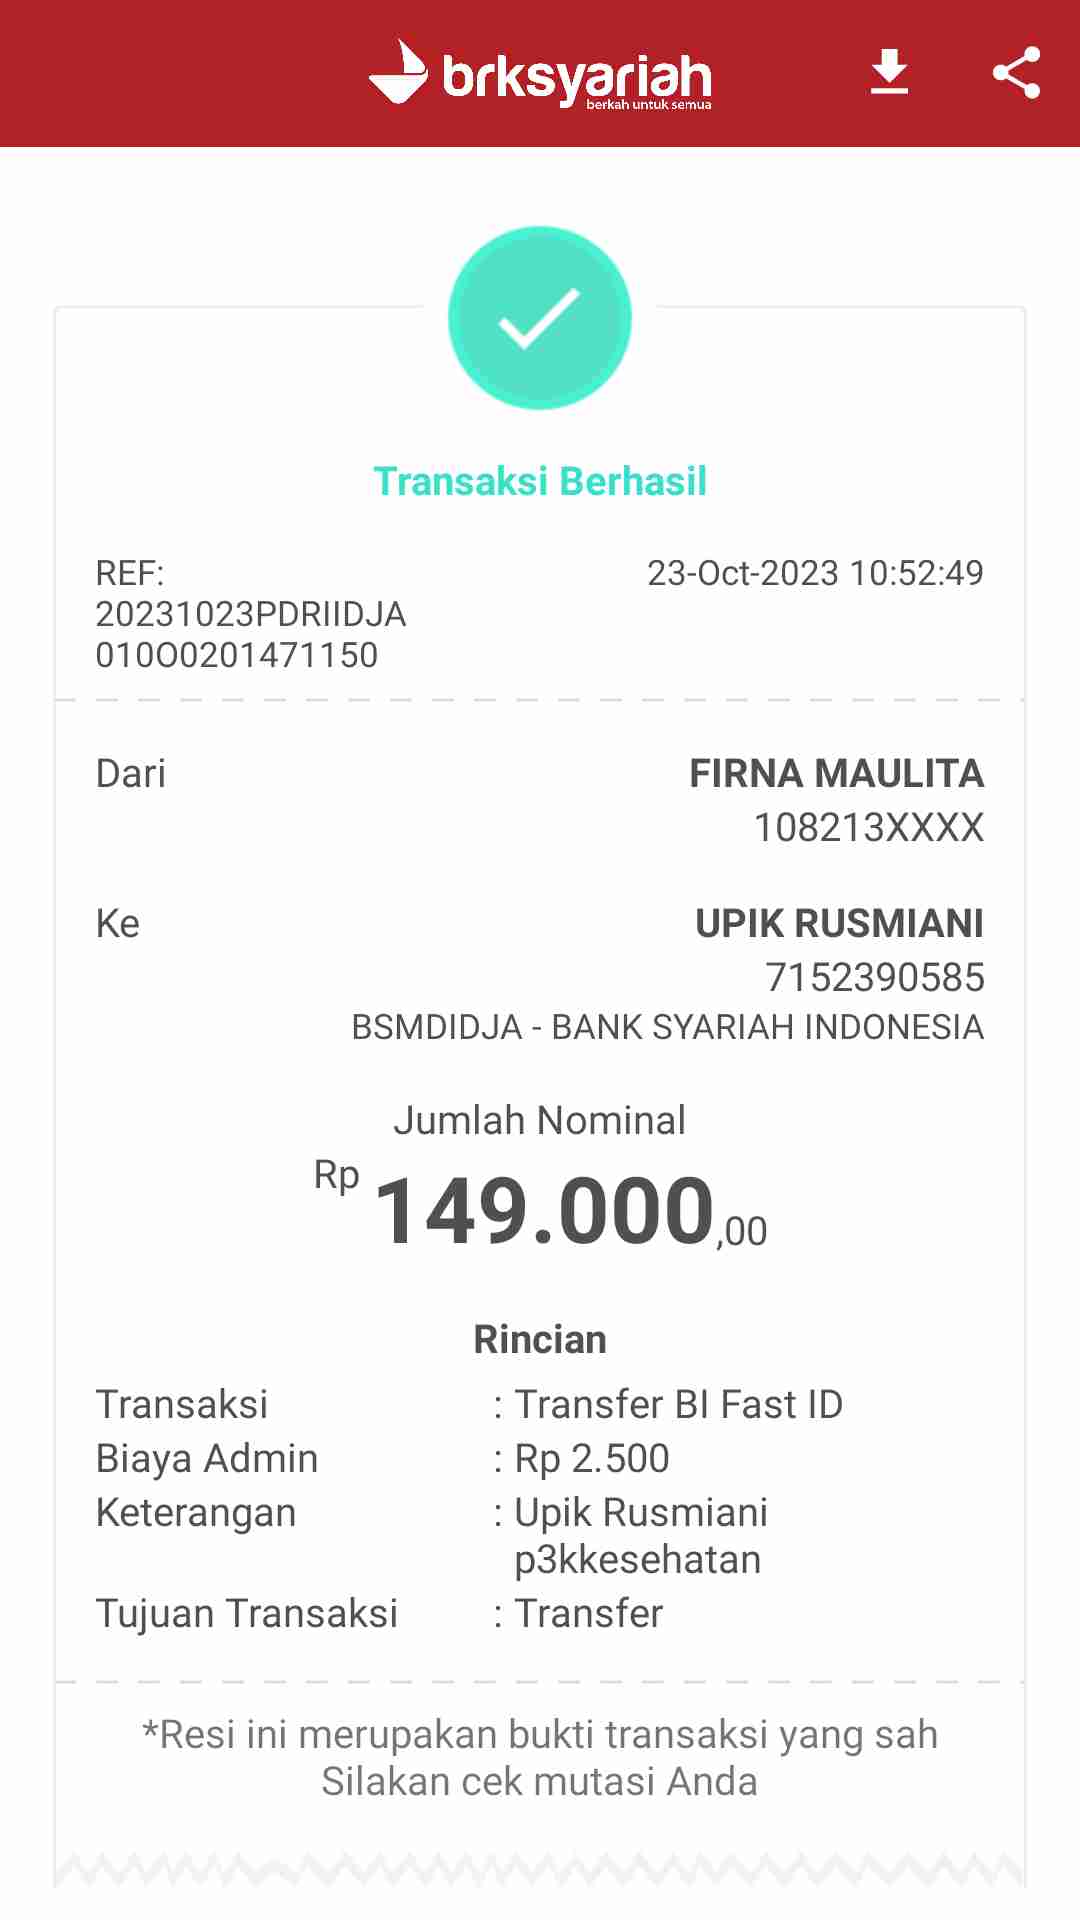 brksyariah
berkah untuk semua
Transaksi Berhasil
REF: 23-Oct-2023 10:52:49
20231023PDRIIDJA
010O0201471150
Dari FIRNA MAULITA
108213XXXX
Ke UPIK RUSMIANI
7152390585
BSMDIDJA - BANK SYARIAH INDONESIA
Jumlah Nominal
Rp 149.000,00
Rincian
Transaksi : Transfer BI Fast ID
Biaya Admin : Rp 2.500
Keterangan : Upik Rusmiani
p3kkesehatan
Tujuan Transaksi : Transfer
*Resi ini merupakan bukti transaksi yang sah
Silakan cek mutasi Anda